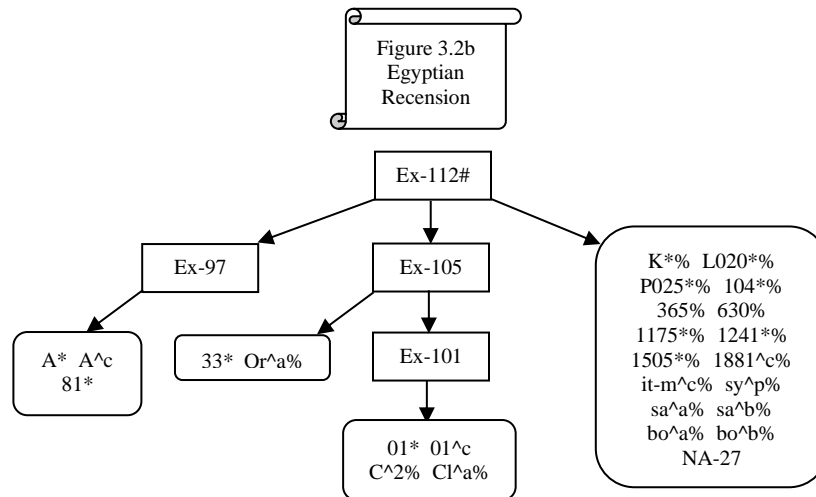 Figure 3.2b
Egyptian
Recension
Ex-112#
Ex-97
Ex-105
Ex-101
A* A^c
81*
33* Or^a%
01* 01^c
C^2% Cl^a%
K*% L020*%
P025*% 104*%
365% 630%
1175*% 1241*%
1505*% 1881^c%
it-m^c% sy^p%
sa^a% sa^b%
bo^a% bo^b%
NA-27